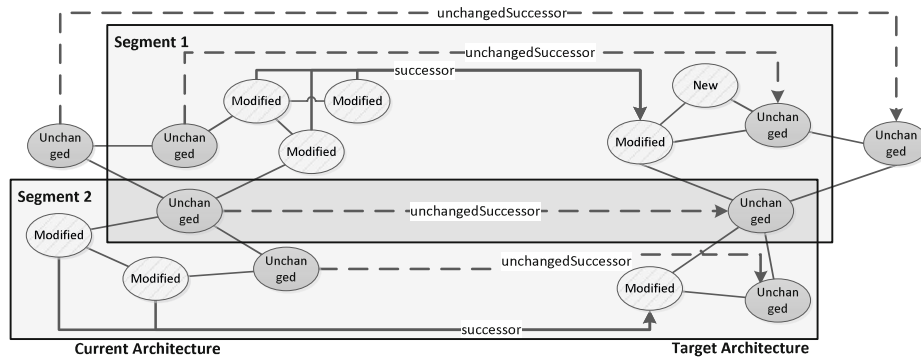 unchangedSuccessor
Segment 1
unchangedSuccessor
successor
Modified
Modified
New
Unchan
ged
Unchan
ged
Unchan
ged
Modified
Modified
Unchan
ged
Segment 2
Unchan
ged
unchangedSuccessor
Unchan
ged
Modified
Unchan
ged
unchangedSuccessor
Modified
Modified
Unchan
ged
successor
Current Architecture
Target Architecture